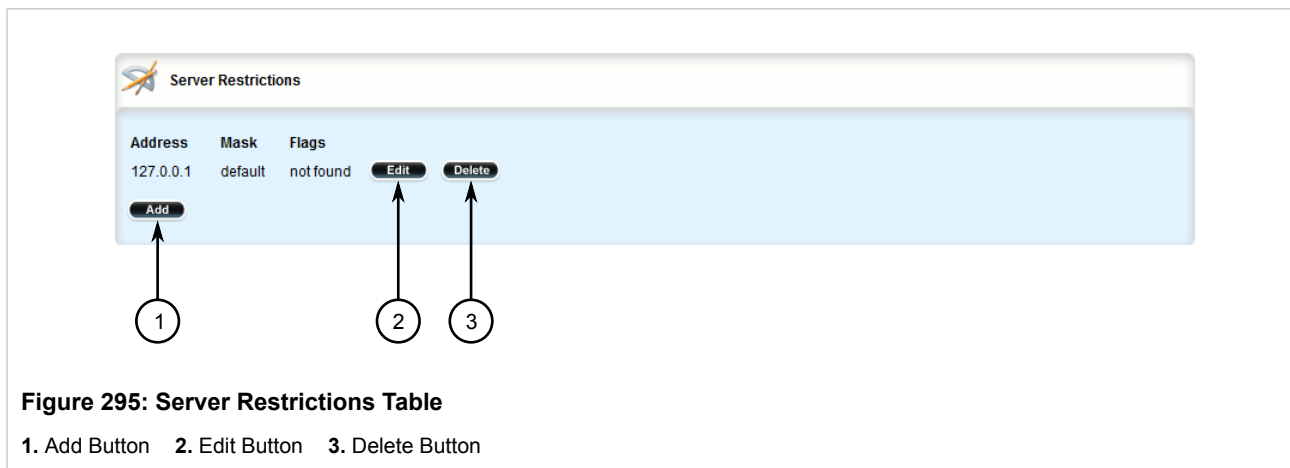 Server Restrictions
Address Mask Flags
127.0.0.1 default not found Edit Delete
Add
1 2 3
Figure 295: Server Restrictions Table
1. Add Button 2. Edit Button 3. Delete Button